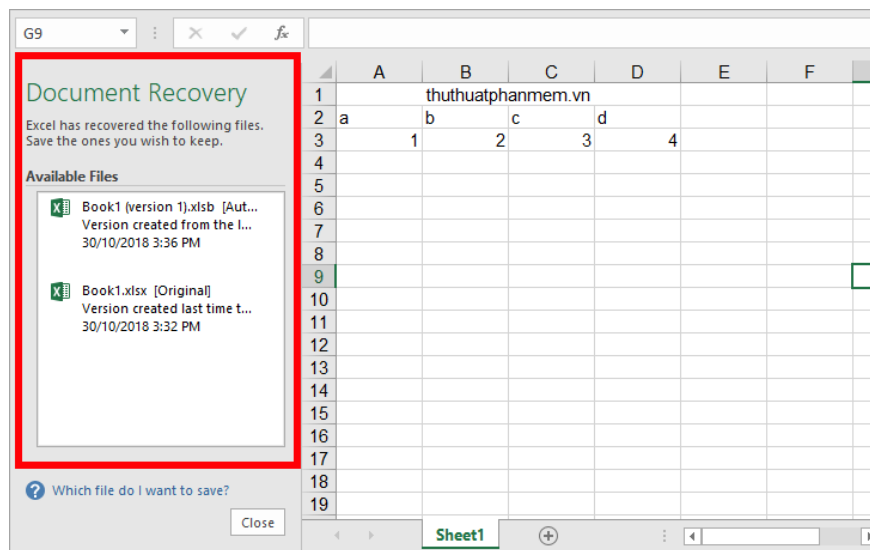 G9
fx
Document Recovery
Excel has recovered the following files.
Save the ones you wish to keep.
Available Files
Book1 (version 1).xlsb [Aut...
Version created from the l...
30/10/2018 3:36 PM
Book1.xlsx [Original]
Version created last time t...
30/10/2018 3:32 PM
? Which file do I want to save?
Close
A B C D E F
1 thuthuatphanmem.vn
2 a b c d
3 1 2 3 4
4
5
6
7
8
9
10
11
12
13
14
15
16
17
18
19
Sheet1